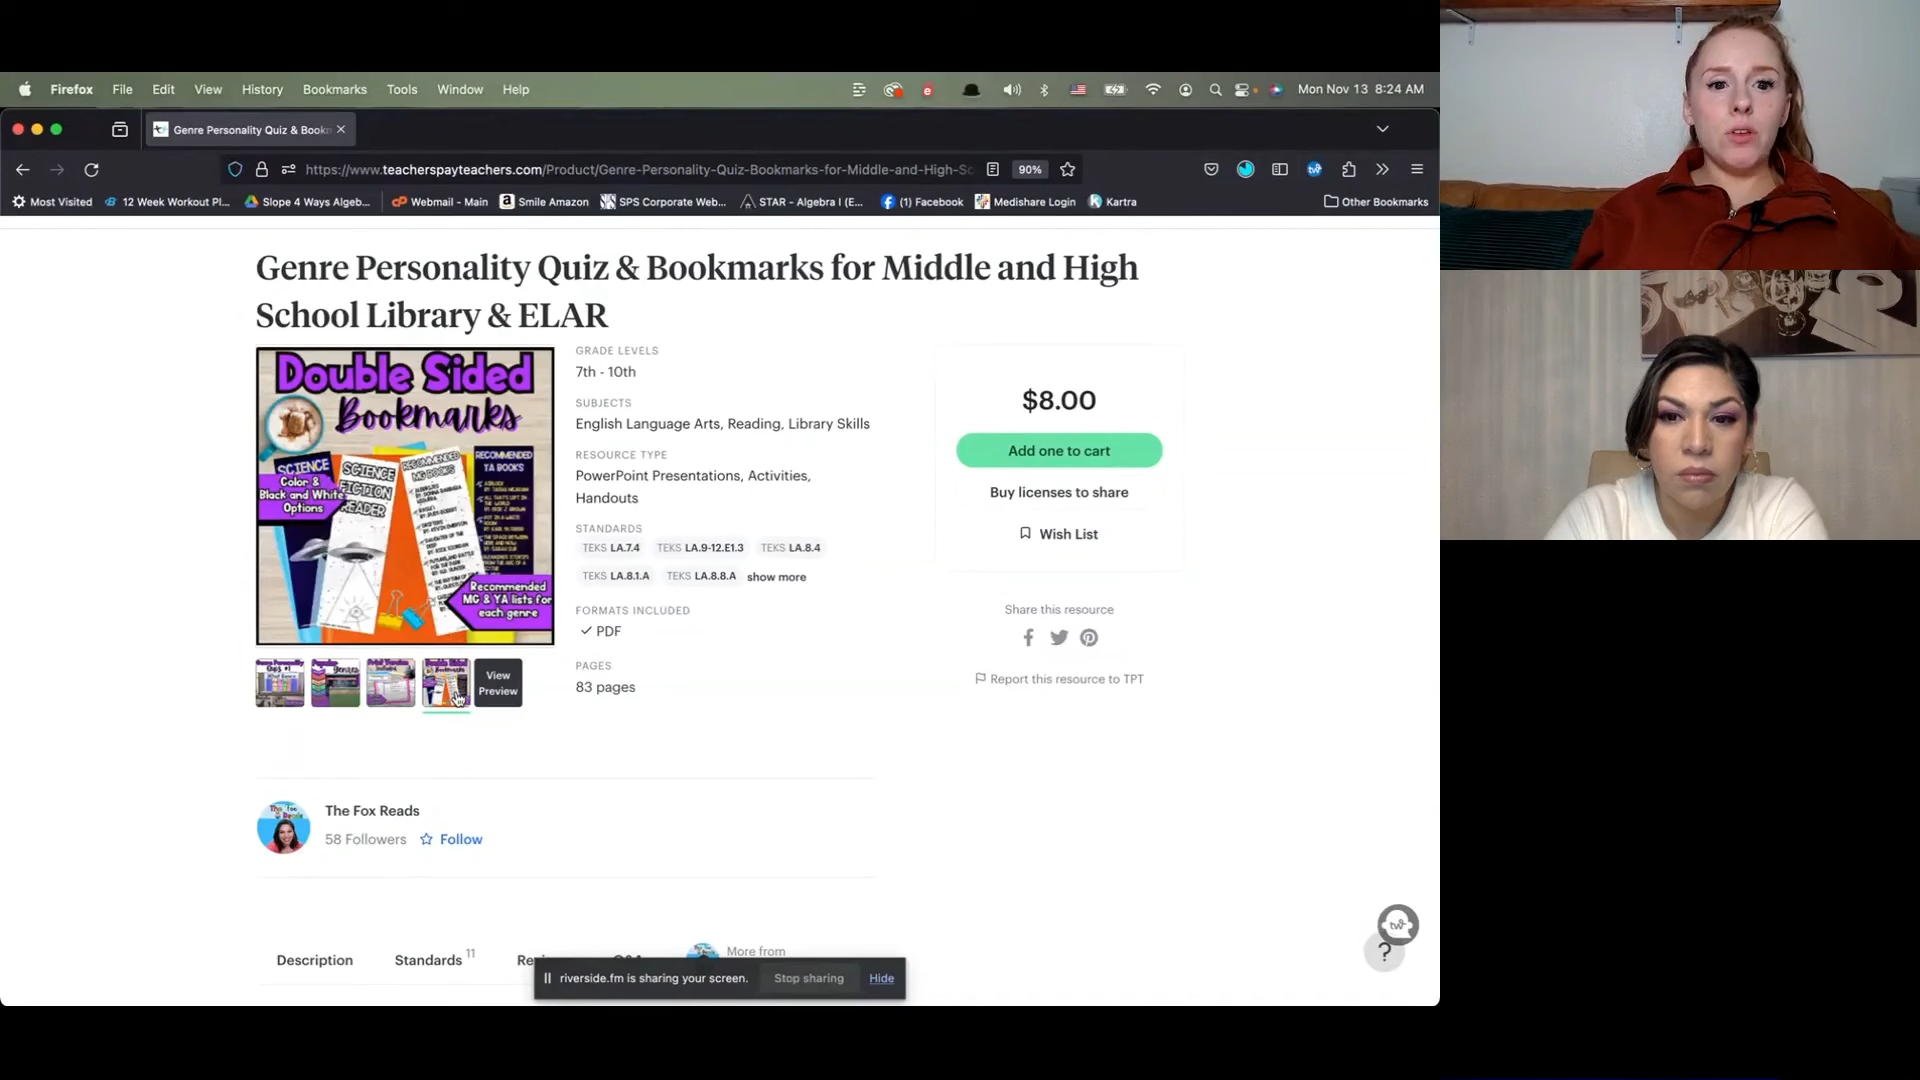 Firefox File Edit View History Bookmarks Tools Window Help
Mon Nov 13 8:24 AM
Genre Personality Quiz & Bookm
https://www.teacherspayteachers.com/Product/Genre-Personality-Quiz-Bookmarks-for-Middle-and-High-Sc
90%
Most Visited 12 Week Workout Pl... Slope 4 Ways Algeb... Webmail - Main Smile Amazon SPS Corporate Web... STAR - Algebra I (E... (1) Facebook Medishare Login Kartra Other Bookmarks
Genre Personality Quiz & Bookmarks for Middle and High
School Library & ELAR
Double Sided
Bookmarks
SCIENCE
Color &
Black and White
Options
SCIENCE
FICTION
READER
RECOMMENDED
MG BOOKS
RECOMMENDED
YA BOOKS
Recommended
MG & YA lists for
each genre
View
Preview
GRADE LEVELS
7th - 10th
SUBJECTS
English Language Arts, Reading, Library Skills
RESOURCE TYPE
PowerPoint Presentations, Activities,
Handouts
STANDARDS
TEKS LA.7.4 TEKS LA.9-12.E1.3 TEKS LA.8.4
TEKS LA.8.1.A TEKS LA.8.8.A show more
FORMATS INCLUDED
PDF
PAGES
83 pages
$8.00
Add one to cart
Buy licenses to share
Wish List
Share this resource
Report this resource to TPT
The Fox Reads
58 Followers Follow
Description Standards 11
More from
riverside.fm is sharing your screen. Stop sharing Hide
tw
?